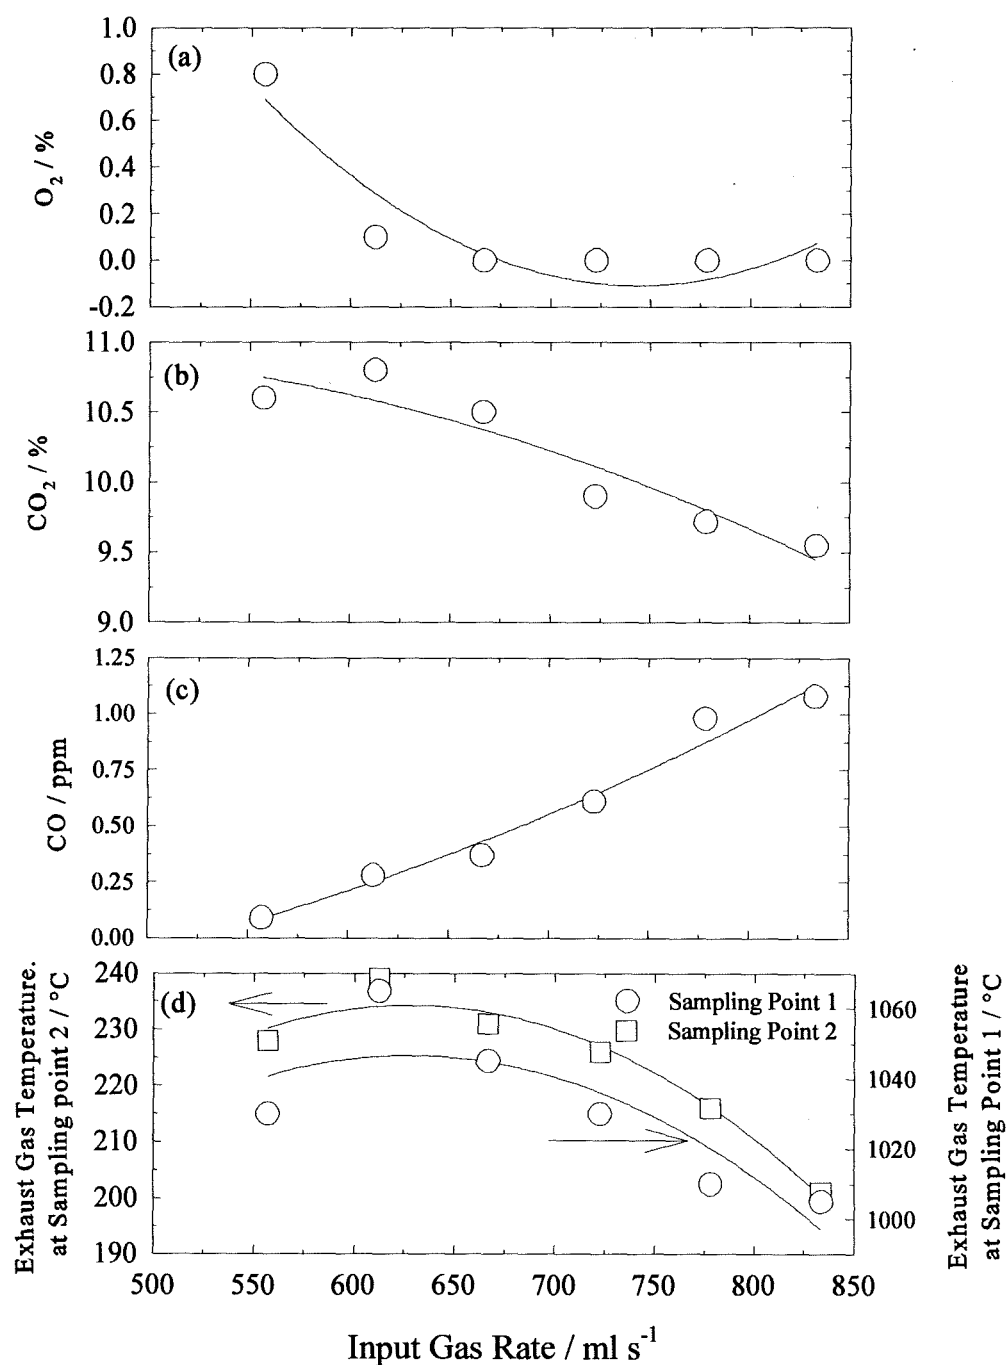 1.0
(a)
0.8
0.6
0.4
0.2
0.0
-0.2
O2 / %
11.0
(b)
10.5
10.0
9.5
9.0
CO2 / %
1.25
(c)
1.00
0.75
0.50
0.25
0.00
CO / ppm
240
(d)
230
220
210
200
190
Exhaust Gas Temperature.
at Sampling point 2 / °C
Sampling Point 1
Sampling Point 2
1060
1040
1020
1000
Exhaust Gas Temperature
at Sampling Point 1 / °C
500 550 600 650 700 750 800 850
Input Gas Rate / ml s-1